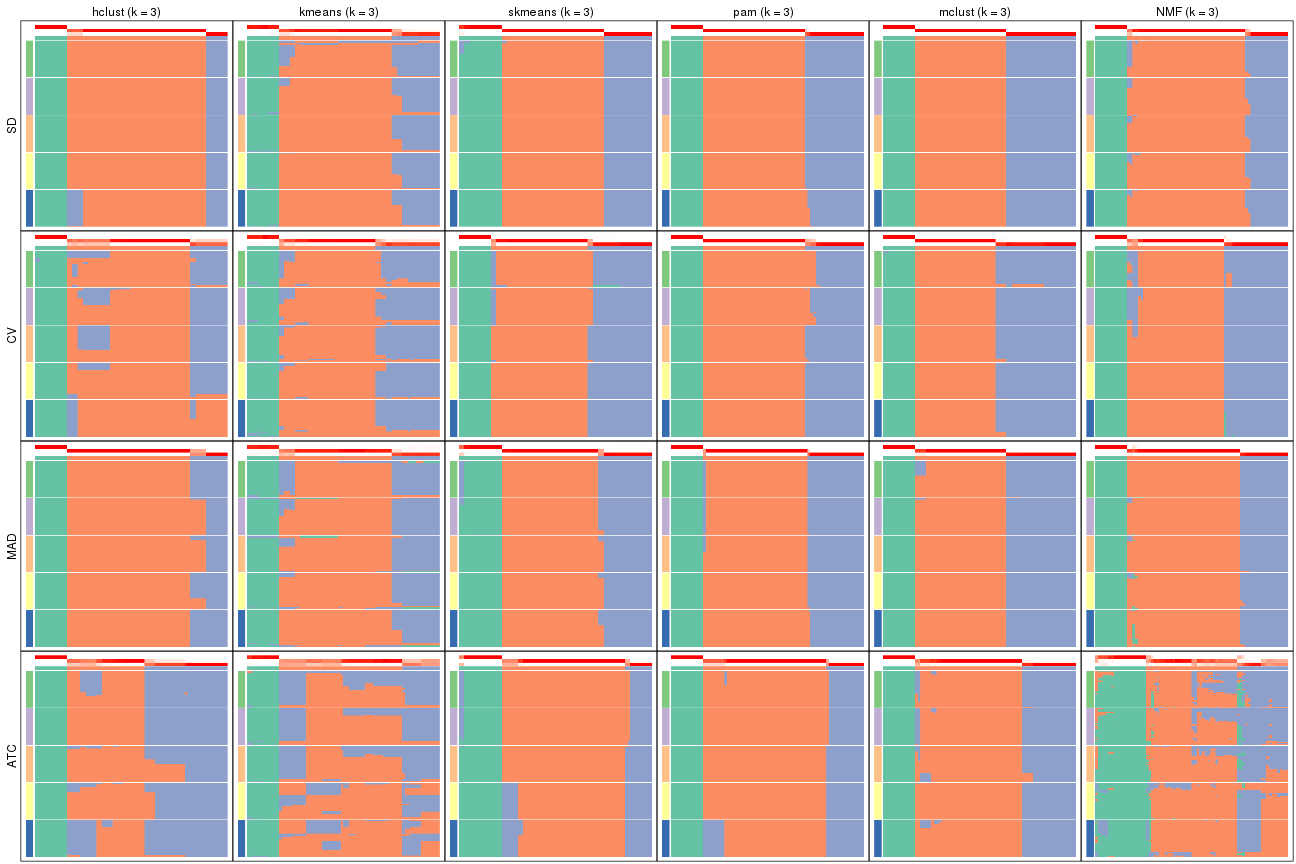 hclust (k = 3)
kmeans (k = 3)
skmeans (k = 3)
pam (k = 3)
mclust (k = 3)
NMF (k = 3)
SD
CV
MAD
ATC